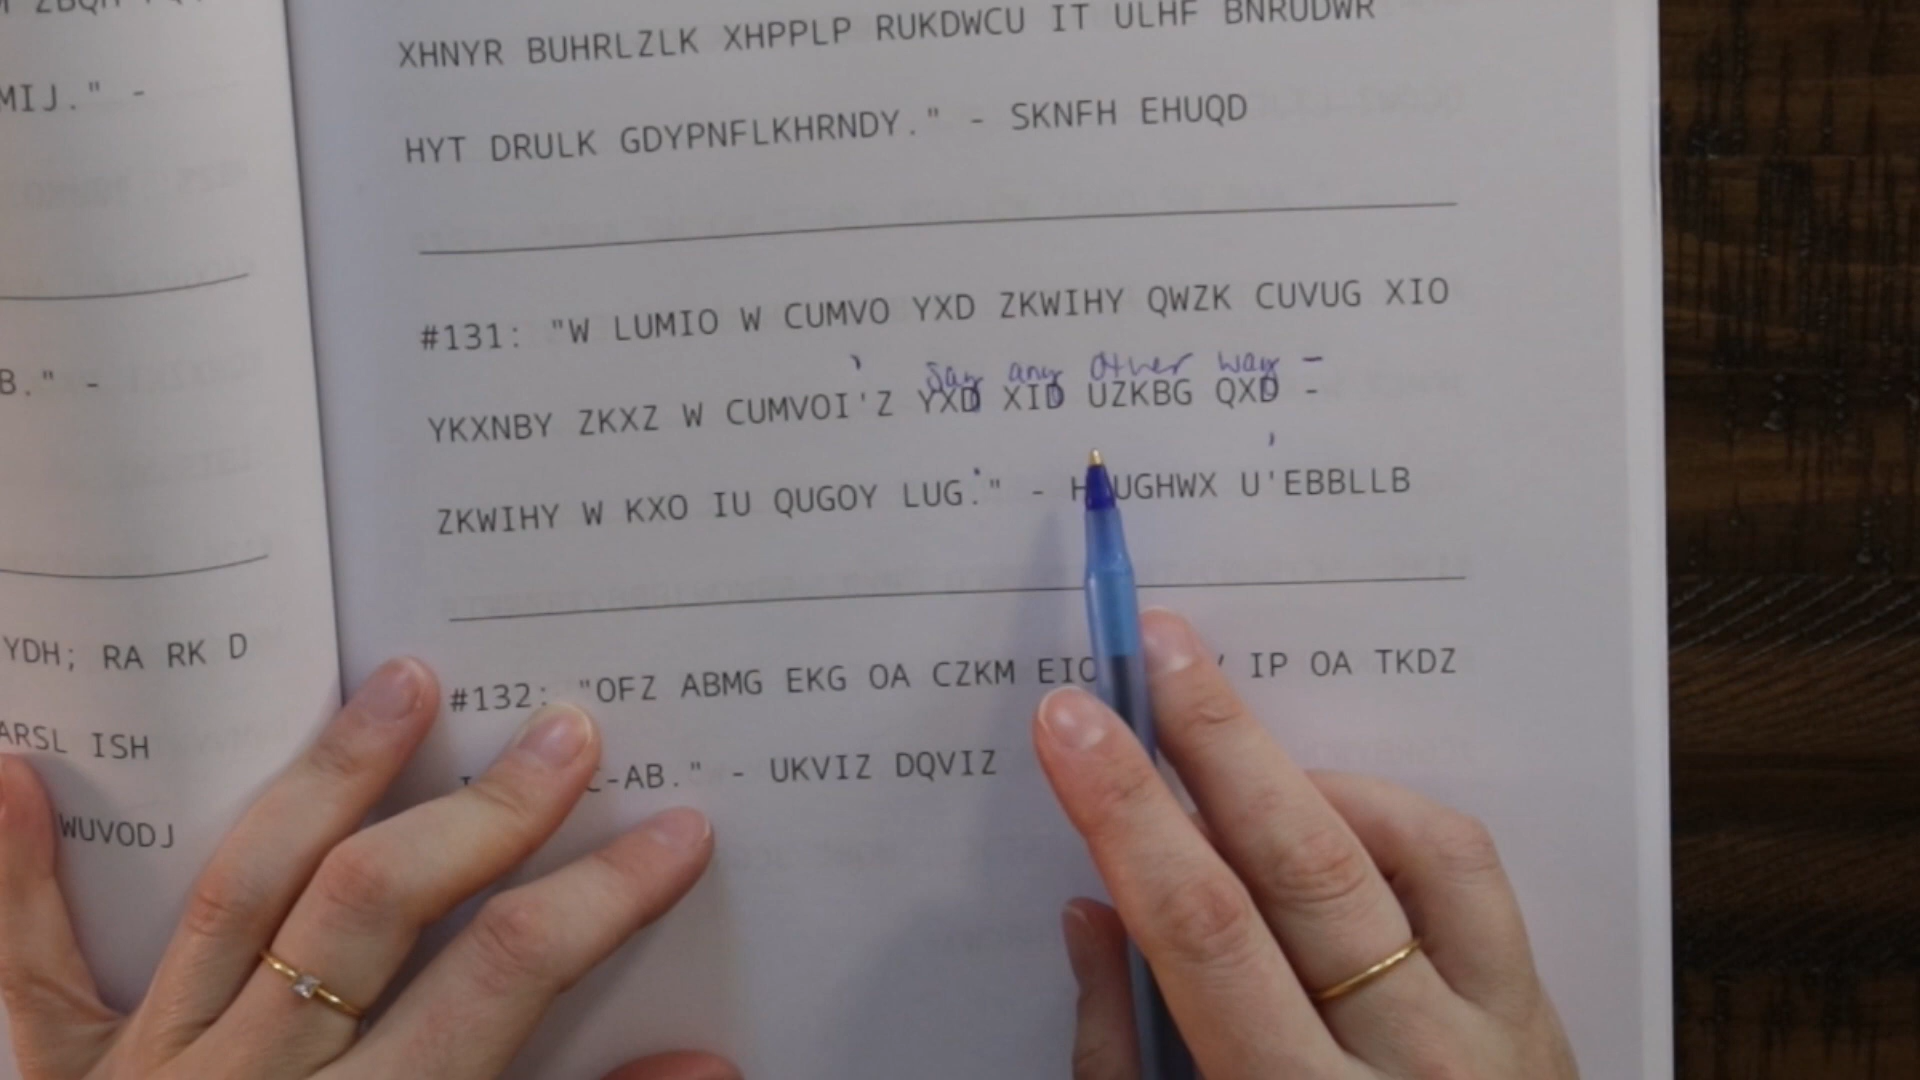 XHNYR BUHRLZLK XHPPLP RUKDWCU IT ULHF BNRUDWR
MIJ." -
HYT DRULK GDYPNFLKHRNDY." - SKNFH EHUQD
#131: "W LUMIO W CUMVO YXD ZKWIHY QWZK CUVUG XIO
B." -
' say any other way -
YKXNBY ZKXZ W CUMVOI'Z YXD XID UZKBG QXD -
'
ZKWIHY W KXO IU QUGOY LUG." - UGHWX U'EBBLLB
YDH; RA RK D
#132: "OFZ ABMG EKG OA CZKM IP OA TKDZ
ARSL ISH
-AB." - UKVIZ DQVIZ
WUVODJ